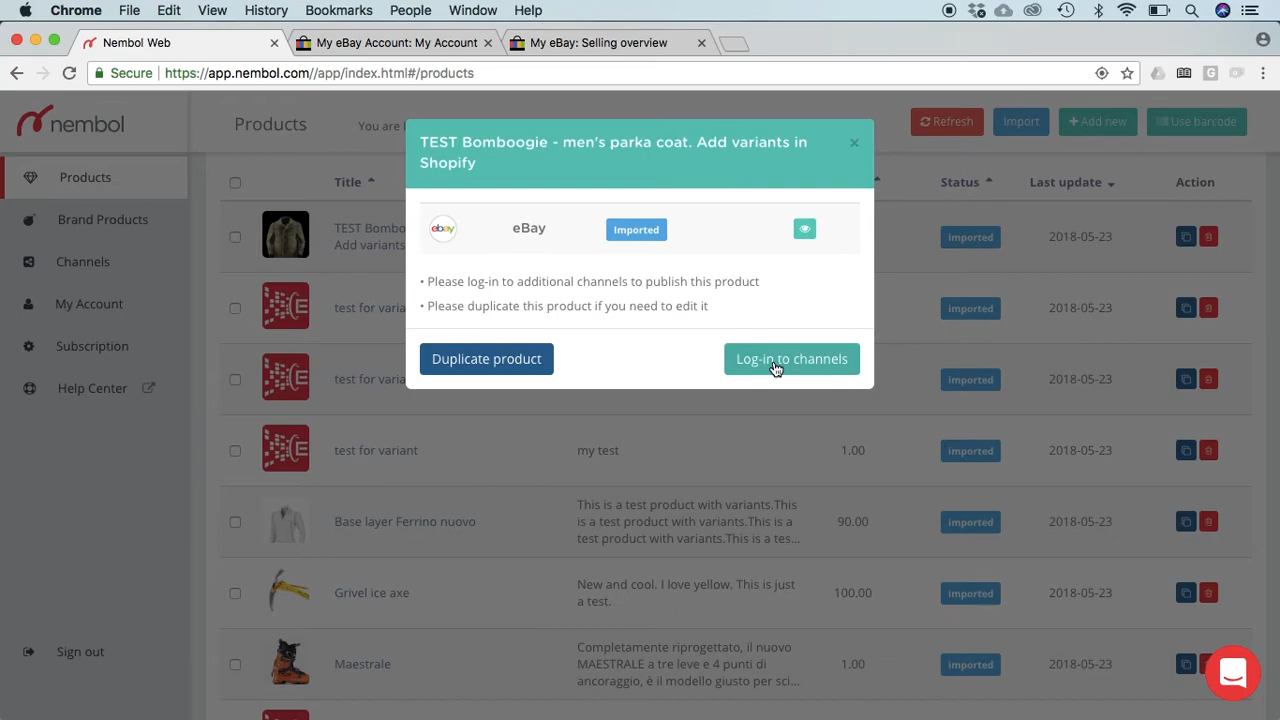 Chrome File Edit View History Bookmarks People Window Help
Nembol Web
My eBay Account: My Account
My eBay: Selling overview
Secure https://app.nembol.com//app/index.html#/products
nembol
Products
You are
Refresh
Import
+ Add new
Use barcode
Products
Brand Products
Channels
My Account
Subscription
Help Center
Sign out
TEST Bomboogie - men's parka coat. Add variants in
Shopify
×
ebay eBay Imported
• Please log-in to additional channels to publish this product
• Please duplicate this product if you need to edit it
Duplicate product
Log-in to channels
Title Status Last update Action
TEST Bombo
Add variants
imported 2018-05-23
test for varia imported 2018-05-23
test for varia imported 2018-05-23
test for variant my test 1.00 imported 2018-05-23
Base layer Ferrino nuovo
This is a test product with variants.This
is a test product with variants.This is a
test product with variants.This is a tes...
90.00 imported 2018-05-23
Grivel ice axe
New and cool. I love yellow. This is just
a test.
100.00 imported 2018-05-23
Maestrale
Completamente riprogettato, il nuovo
MAESTRALE a tre leve e 4 punti di
ancoraggio, è il modello giusto per sci...
1.00 imported 2018-05-23